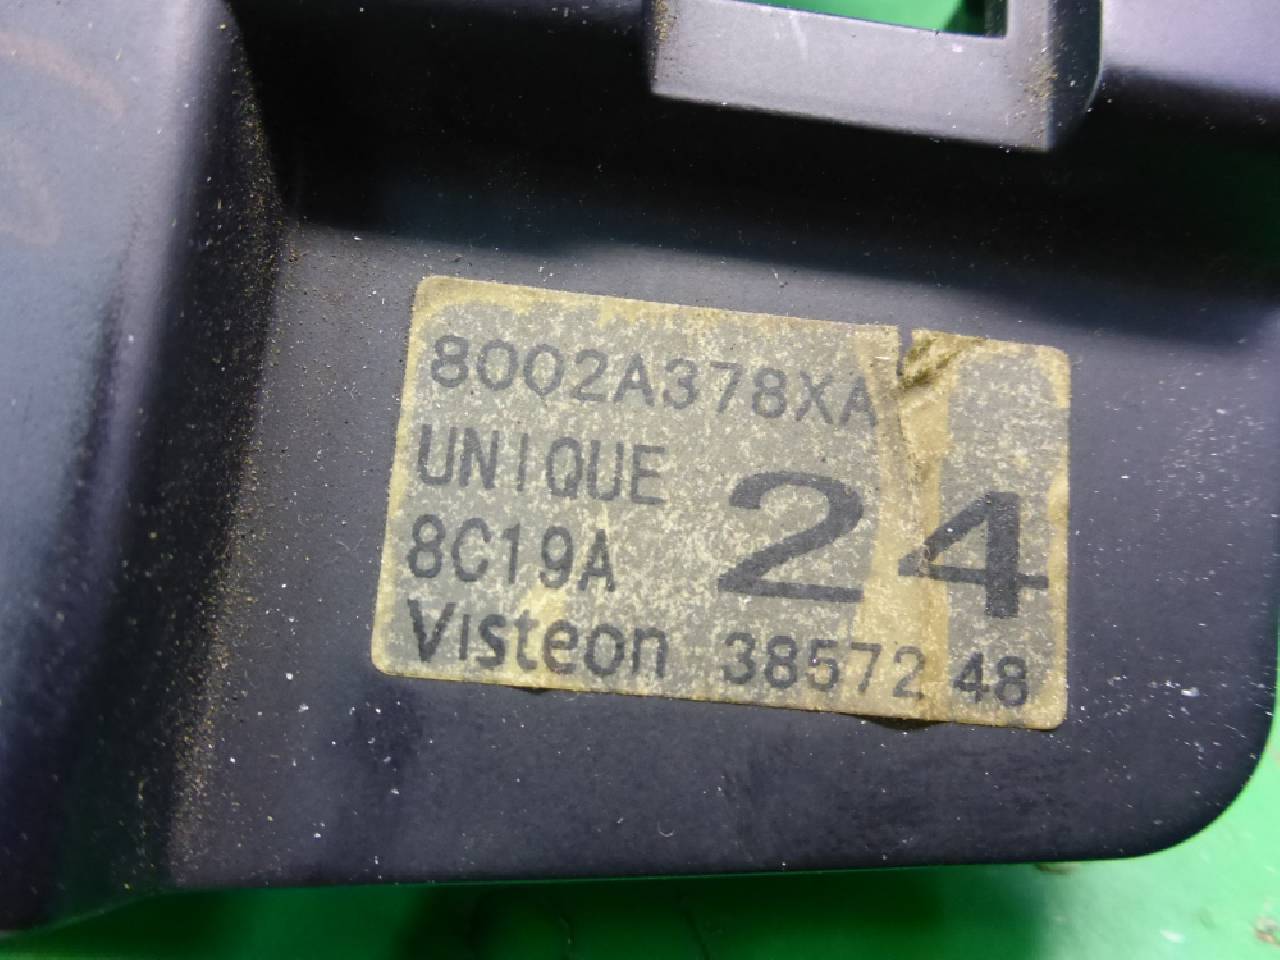 8002A378XA
UNIQUE
24
8C19A
Visteon 38572 48